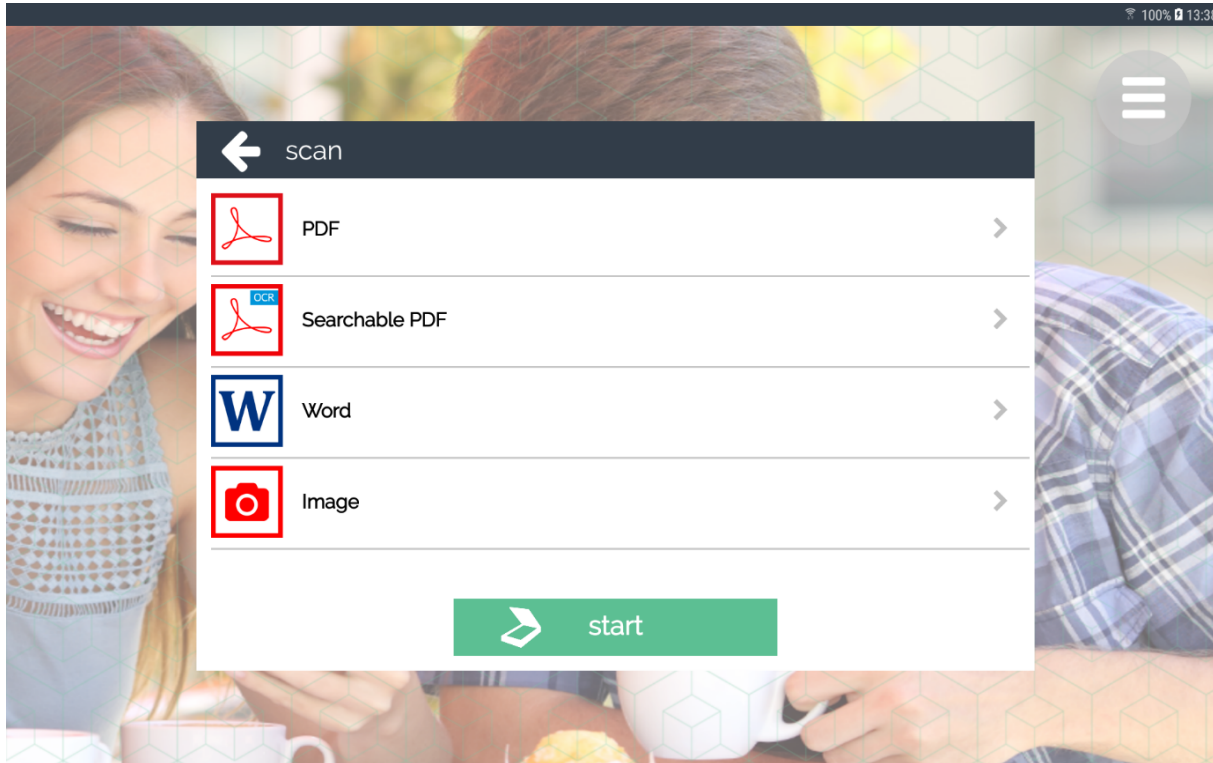 100% 13:38
scan
PDF
OCR
Searchable PDF
W
Word
Image
start